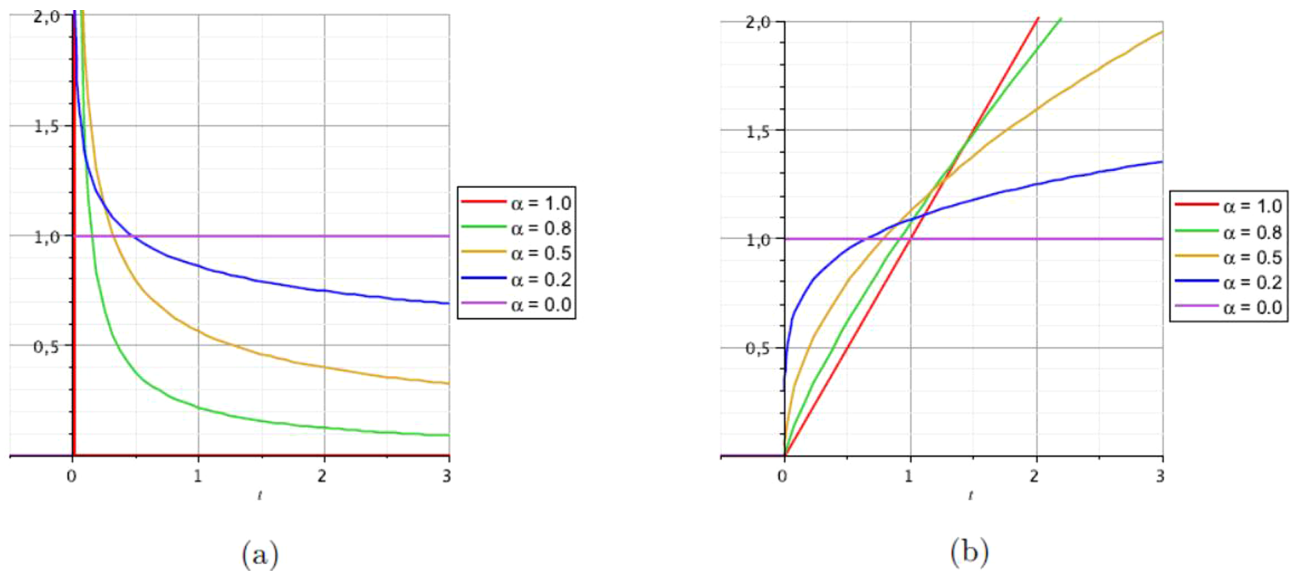 2,0
1,5
1,0
0,5
0
1
2
3
t
α = 1.0
α = 0.8
α = 0.5
α = 0.2
α = 0.0
(a)
2,0
1,5
1,0
0,5
0
1
2
3
t
α = 1.0
α = 0.8
α = 0.5
α = 0.2
α = 0.0
(b)